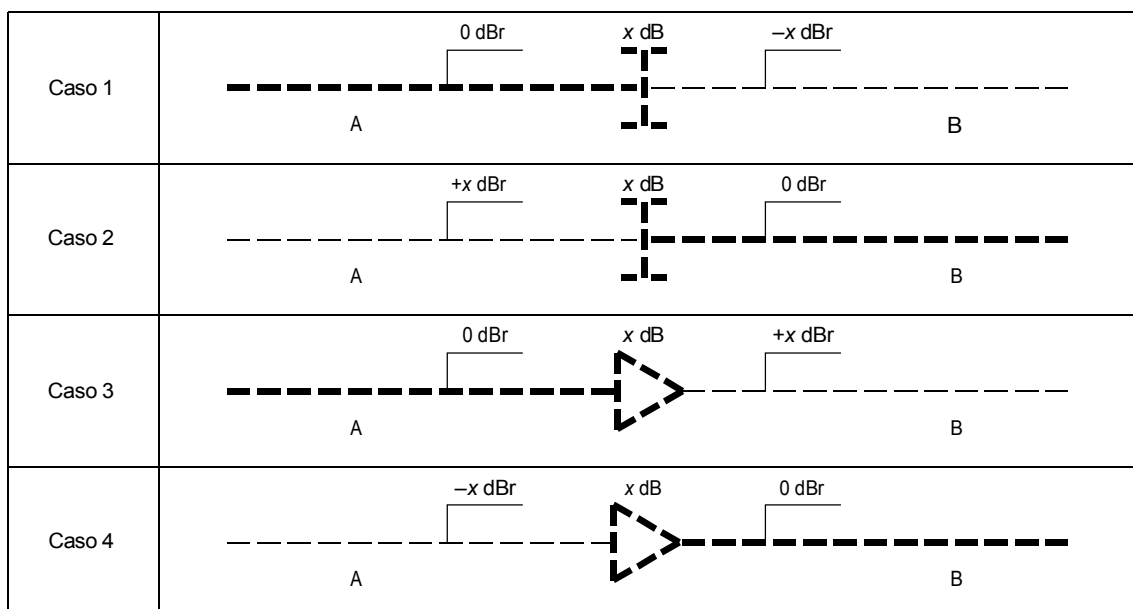 0 dBr x dB –x dBr
Caso 1
A B
+x dBr x dB 0 dBr
Caso 2
A B
0 dBr x dB +x dBr
Caso 3
A B
–x dBr x dB 0 dBr
Caso 4
A B